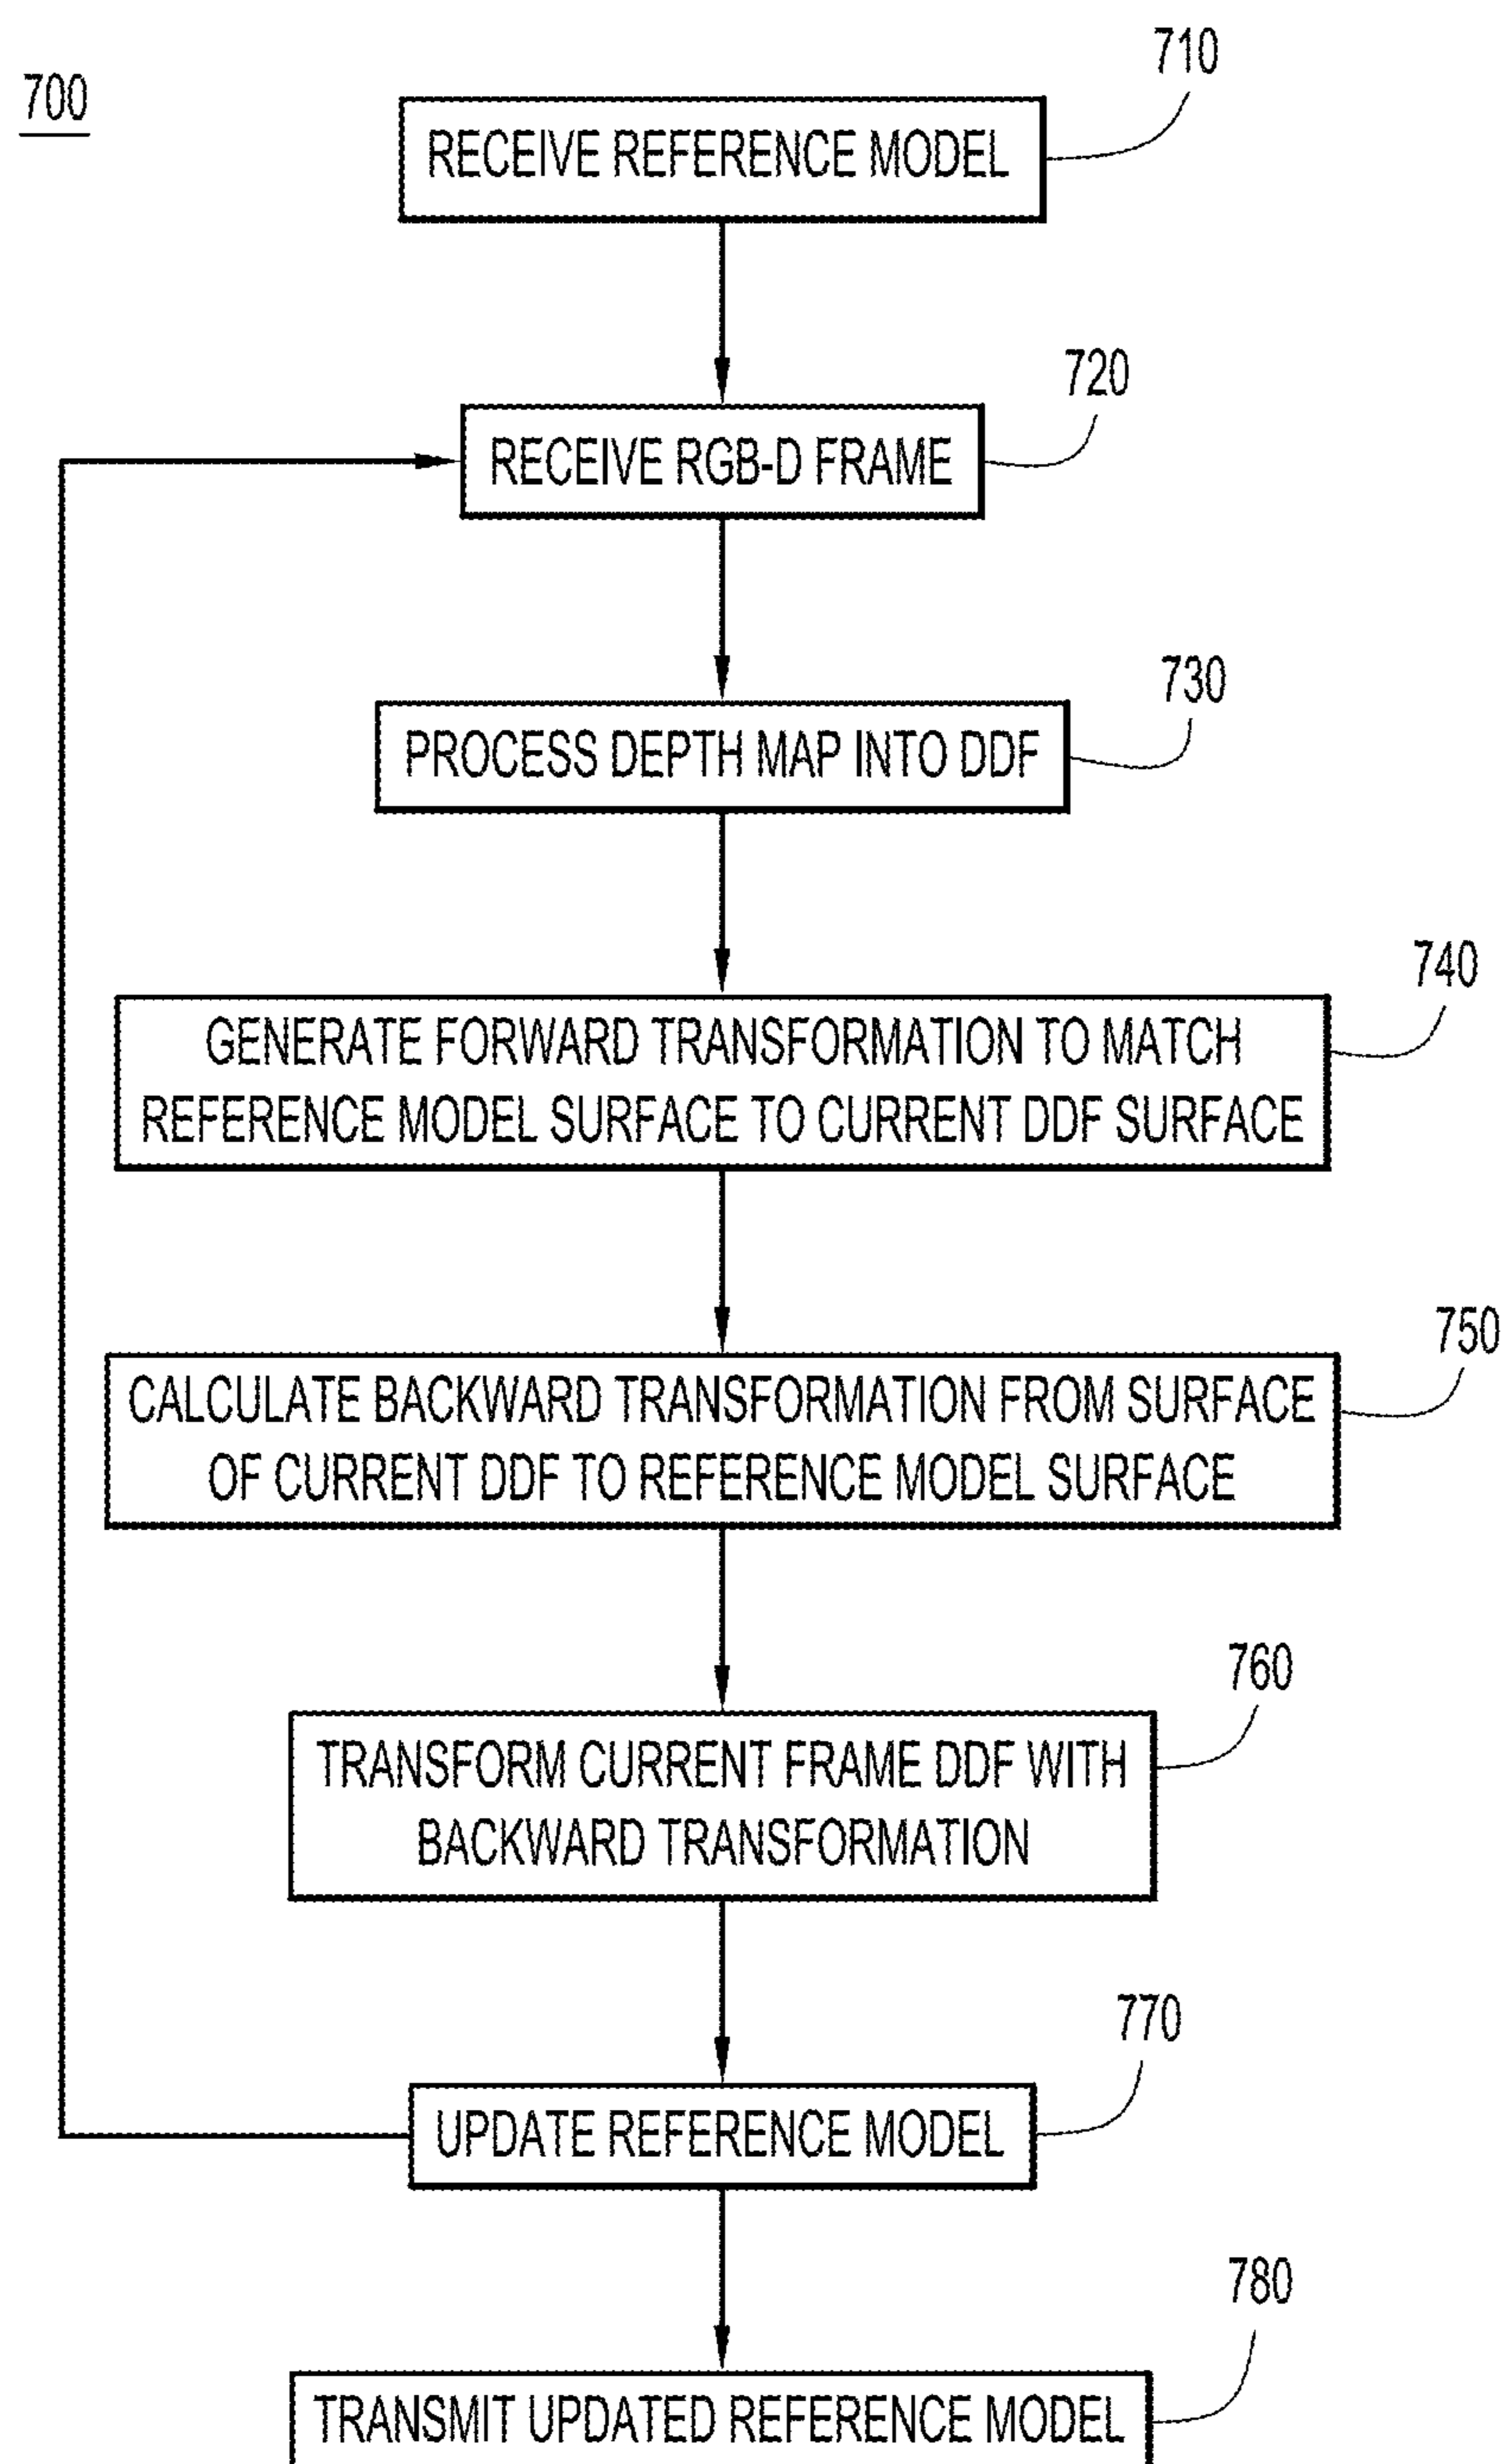 700
710
RECEIVE REFERENCE MODEL
720
RECEIVE RGB-D FRAME
730
PROCESS DEPTH MAP INTO DDF
740
GENERATE FORWARD TRANSFORMATION TO MATCH
REFERENCE MODEL SURFACE TO CURRENT DDF SURFACE
750
CALCULATE BACKWARD TRANSFORMATION FROM SURFACE
OF CURRENT DDF TO REFERENCE MODEL SURFACE
760
TRANSFORM CURRENT FRAME DDF WITH
BACKWARD TRANSFORMATION
770
UPDATE REFERENCE MODEL
780
TRANSMIT UPDATED REFERENCE MODEL